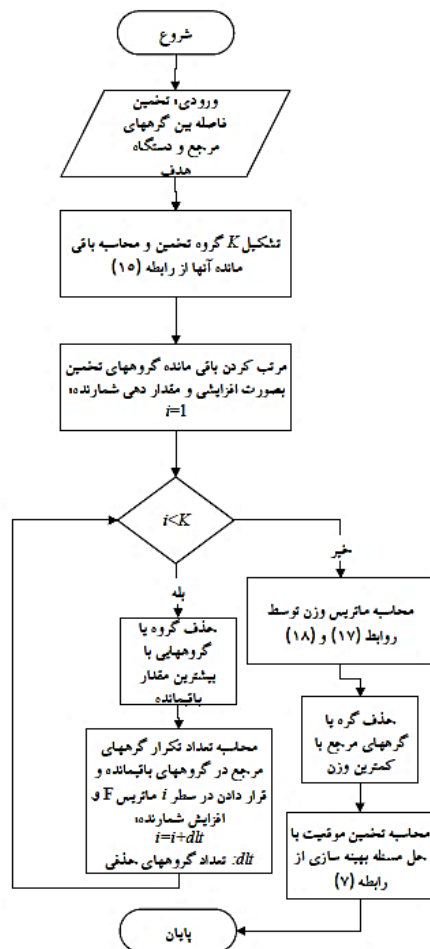 شروع
ورودی: تخمین
فاصله بین گرههای
مرجع و دستگاه
هدف
تشکیل K گروه تخمین و محاسبه باقی
مانده آنها از رابطه (۱۵)
مرتب کردن باقی مانده گروههای تخمین
بصورت افزایشی و مقدار دهی شمارنده:
i=1
i<K
خیر
بله
محاسبه ماتریس وزن توسط
روابط (۱۷) و (۱۸)
حذف گروه یا
گروههایی با
بیشترین مقدار
باقیمانده
حذف گره یا
گرههای مرجع با
کمترین وزن
محاسبه تعداد تکرار گرههای
مرجع در گروههای باقیمانده و
قرار دادن در سطر i ماتریس F و
افزایش شمارنده:
i=i+dlt
dlt: تعداد گروههای حذفی
محاسبه تخمین موقعیت با
حل مسئله بهینه سازی از
رابطه (۷)
پایان